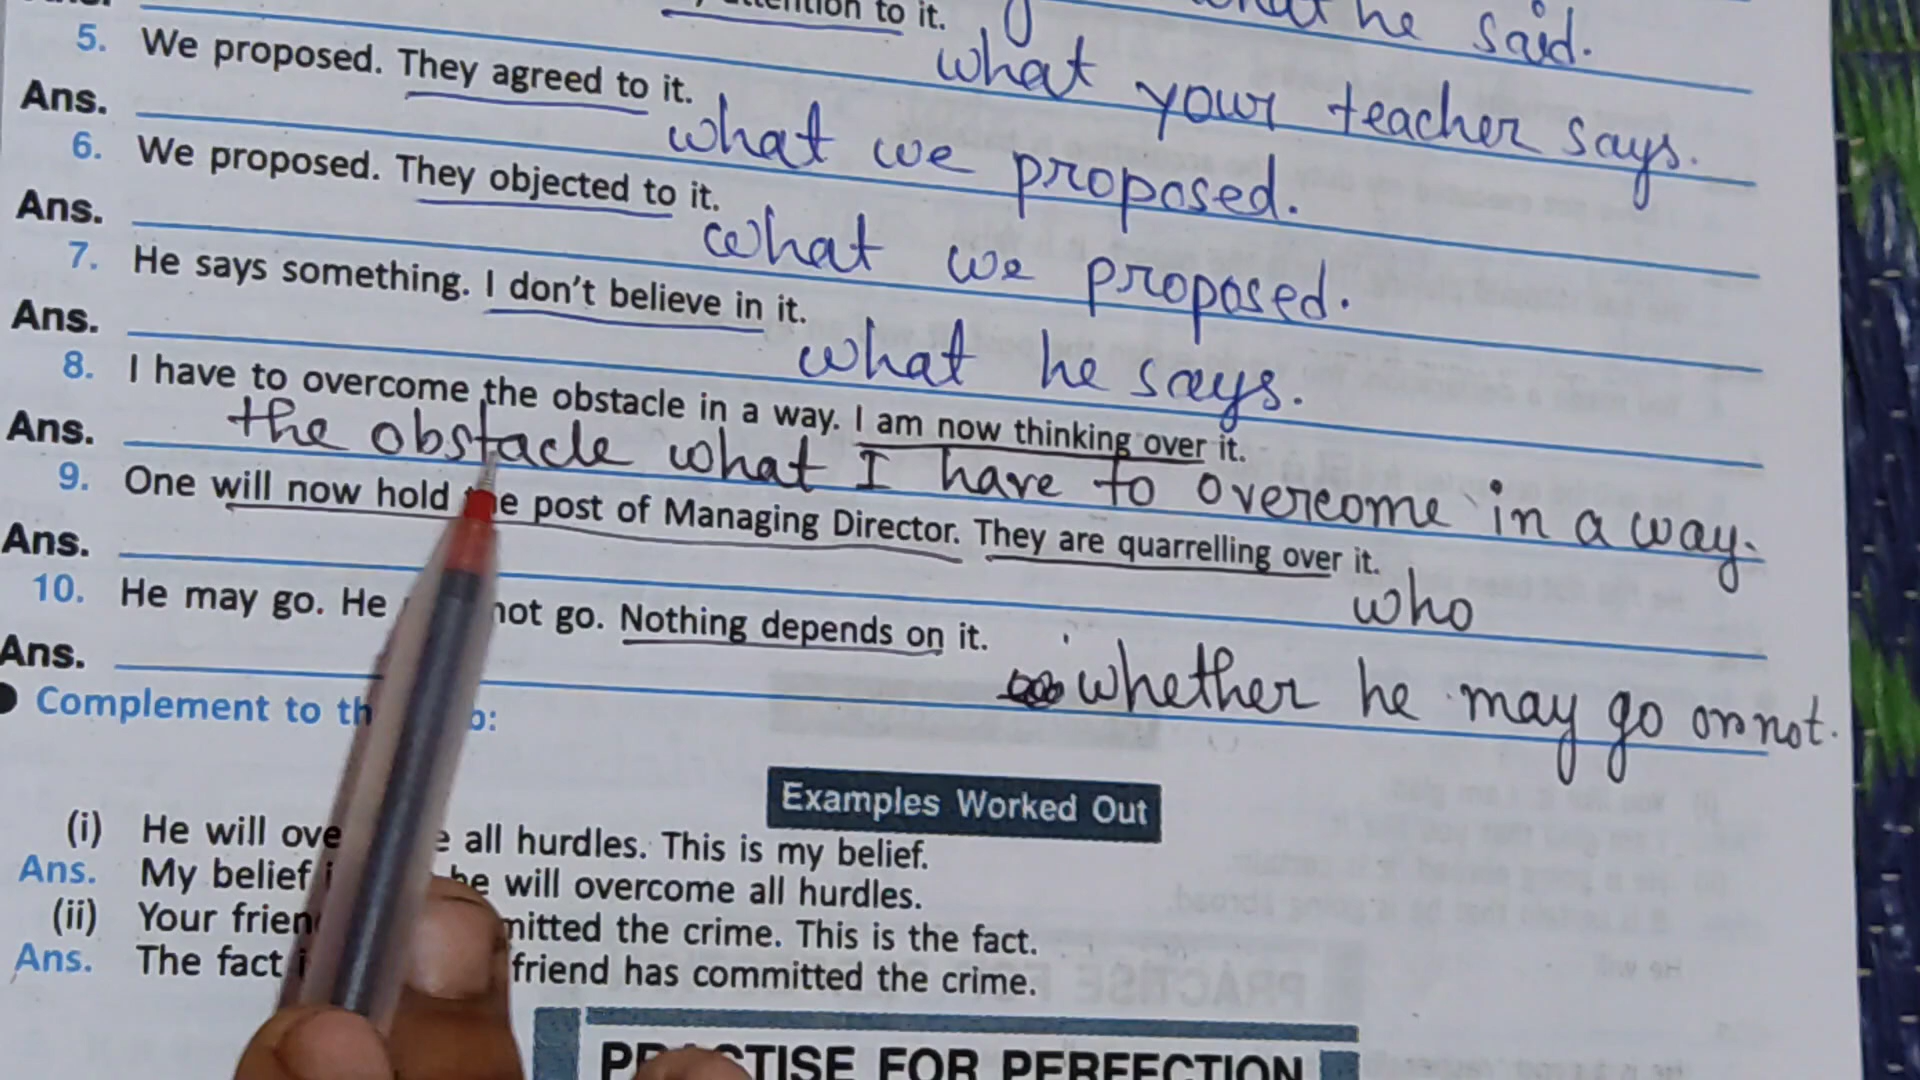 attention to it. what he said.
5. We proposed. They agreed to it. what your teacher says.
Ans. what we proposed.
6. We proposed. They objected to it.
Ans. what we proposed.
7. He says something. I don't believe in it.
Ans. what he says.
8. I have to overcome the obstacle in a way. I am now thinking over it.
Ans. the obstacle what I have to overcome in a way.
9. One will now hold the post of Managing Director. They are quarrelling over it.
Ans. who
10. He may go. He not go. Nothing depends on it.
Ans. whether he may go or not.
Complement to
Examples Worked Out
(i) He will all hurdles. This is my belief.
Ans. My belief he will overcome all hurdles.
(ii) Your the crime. This is the fact.
Ans. The fact friend has committed the crime.
FOR PERFECTION